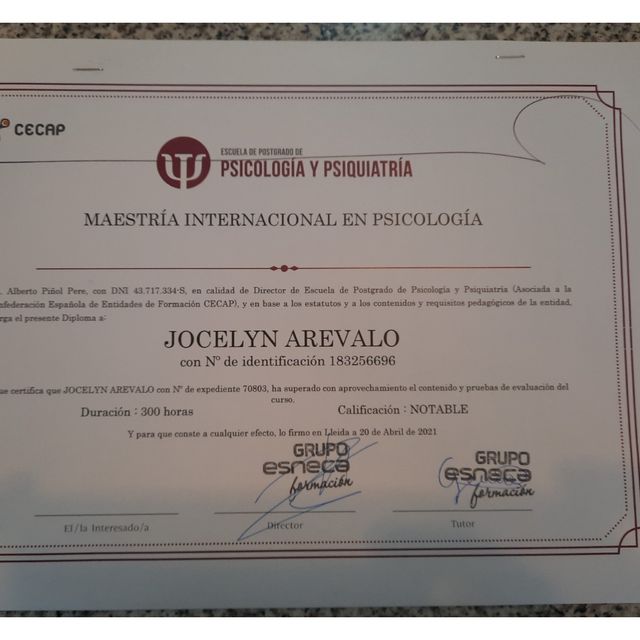 CECAP
ESCUELA DE POSTGRADO DE
PSICOLOGÍA Y PSIQUIATRÍA
MAESTRÍA INTERNACIONAL EN PSICOLOGÍA
. Alberto Piñol Pere, con DNI 43.717.334-S, en calidad de Director de Escuela de Postgrado de Psicología y Psiquiatría (Asociada a la
nfederación Española de Entidades de Formación CECAP), y en base a los estatutos y a los contenidos y requisitos pedagógicos de la entidad,
rga el presente Diploma a:
JOCELYN AREVALO
con Nº de identificación 183256696
ue certifica que JOCELYN AREVALO con Nº de expediente 70803, ha superado con aprovechamiento el contenido y pruebas de evaluación del
curso.
Duración : 300 horas Calificación : NOTABLE
Y para que conste a cualquier efecto, lo firmo en Lleida a 20 de Abril de 2021
GRUPO
esneca
formación
GRUPO
esneca
formación
El/la Interesado/a Director Tutor